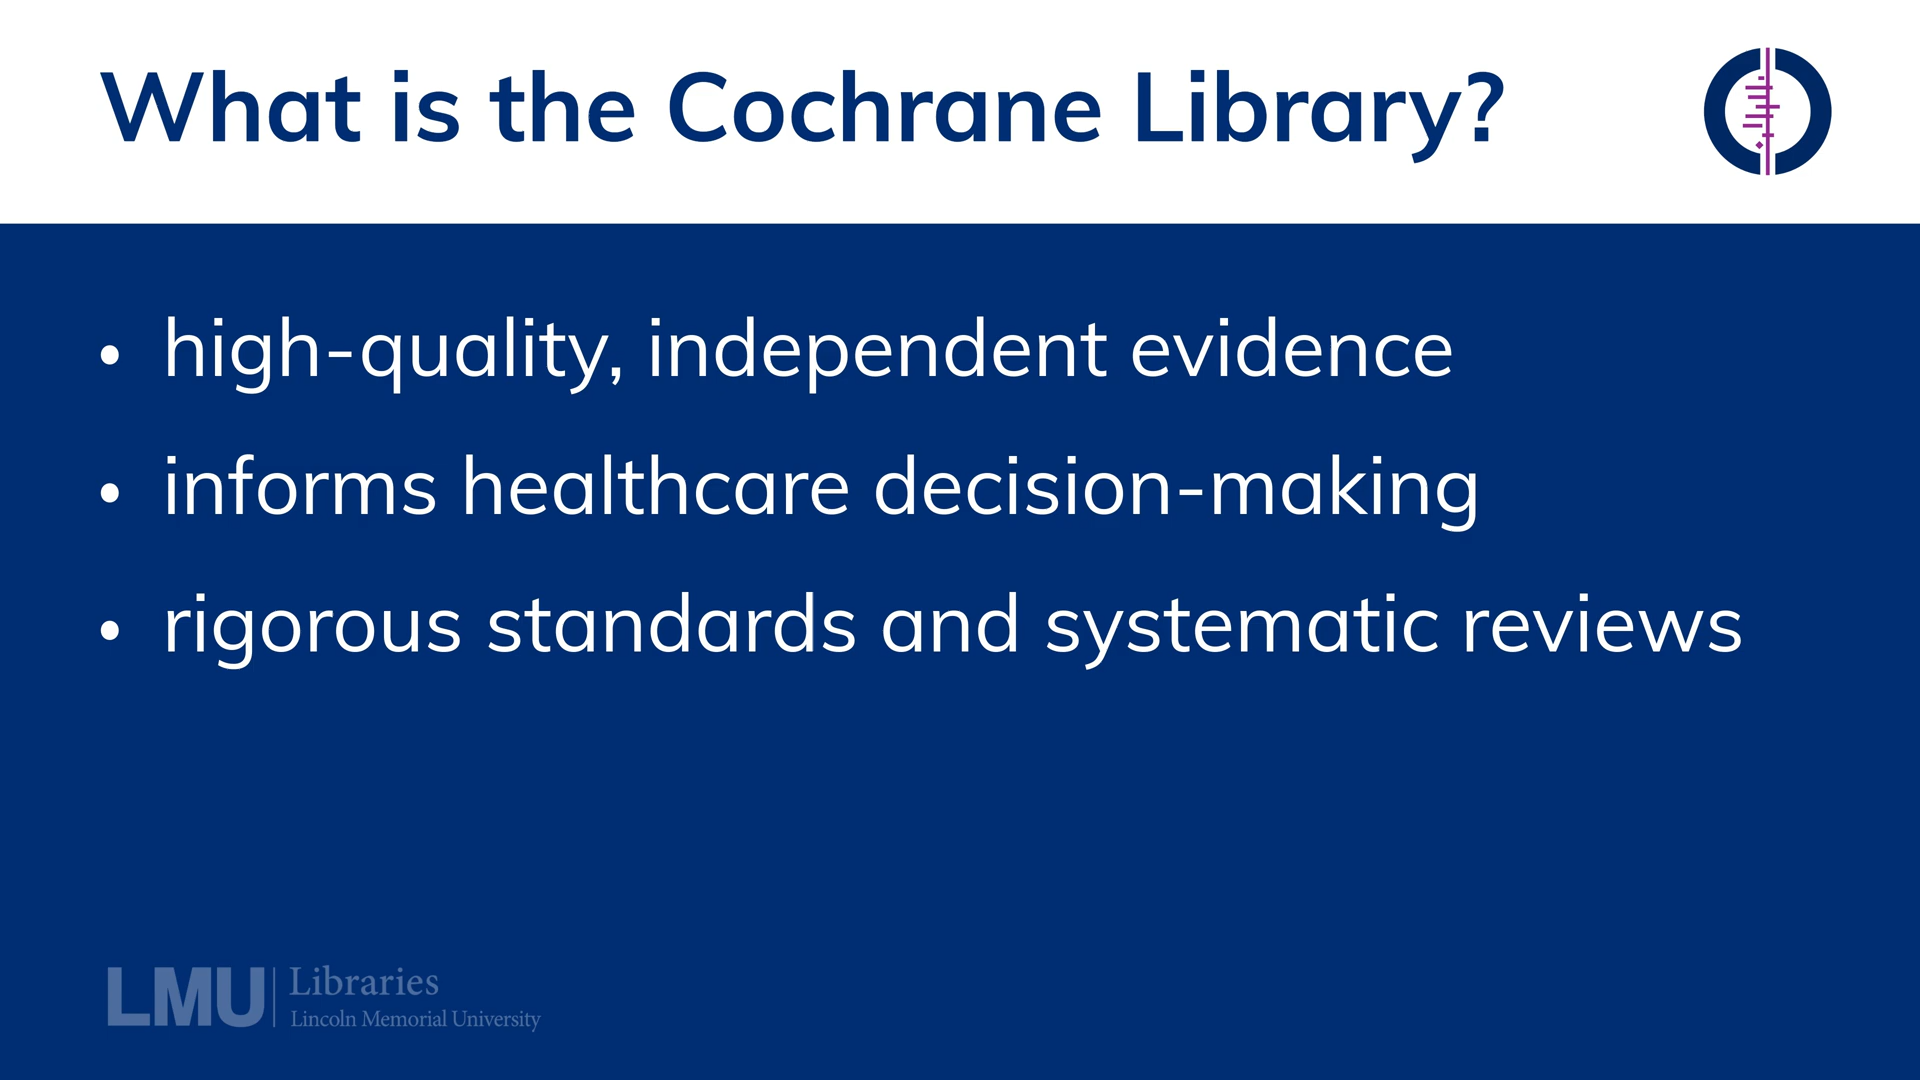 What is the Cochrane Library?
• high-quality, independent evidence
• informs healthcare decision-making
• rigorous standards and systematic reviews
LMU Libraries
Lincoln Memorial University